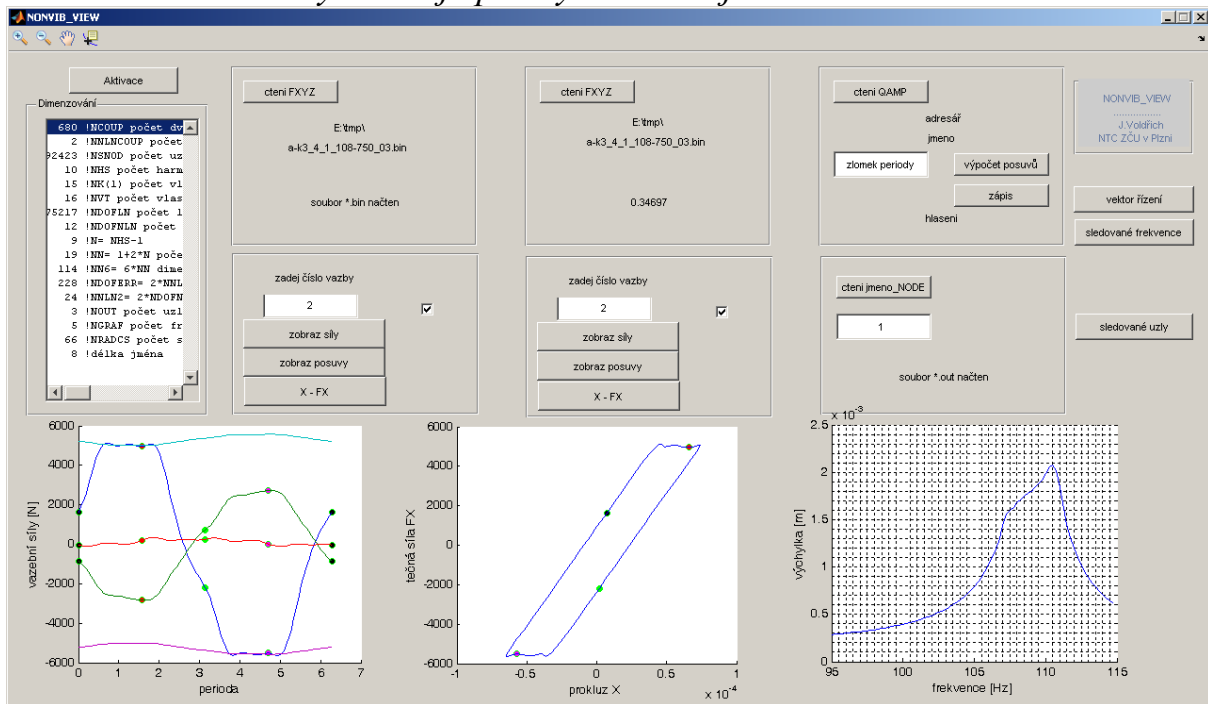 NONVIB_VIEW
Aktivace
Dimenzování
680 !NCOUP počet dv
2 !NNLNCOUP počet
92423 !NSNOD počet uz
10 !NHS počet harm
15 !NK(1) počet vl
16 !NVT počet vlas
75217 !NDOFLN počet l
12 !NDOFNLN počet
9 !N= NHS-1
19 !NN= 1+2*N poče
114 !NN6= 6*NN dime
228 !NDOFERR= 2*NNL
24 !NNLN2= 2*NDOFN
3 !NOUT počet uzl
5 !NGRAF počet fr
66 !NRADCS počet s
8 !délka jména
cteni FXYZ
E:\tmp\
a-k3_4_1_108-750_03.bin
soubor *.bin načten
cteni FXYZ
E:\tmp\
a-k3_4_1_108-750_03.bin
0.34697
cteni QAMP
adresář
jmeno
zlomek periody
výpočet posuvů
zápis
hlaseni
NONVIB_VIEW
J.Voldřich
NTC ZČU v Plzni
vektor řízení
sledované frekvence
zadej číslo vazby
2
zobraz síly
zobraz posuvy
X - FX
zadej číslo vazby
2
zobraz síly
zobraz posuvy
X - FX
cteni jmeno_NODE
1
soubor *.out načten
sledované uzly
6000
4000
2000
0
-2000
-4000
-6000
vazební síly [N]
0 1 2 3 4 5 6 7
perioda
6000
4000
2000
0
-2000
-4000
-6000
tečná síla FX
-1 -0.5 0 0.5 1
x 10^-4
prokluz X
x 10^-3
2.5
2
1.5
1
0.5
0
výchylka [m]
95 100 105 110 115
frekvence [Hz]